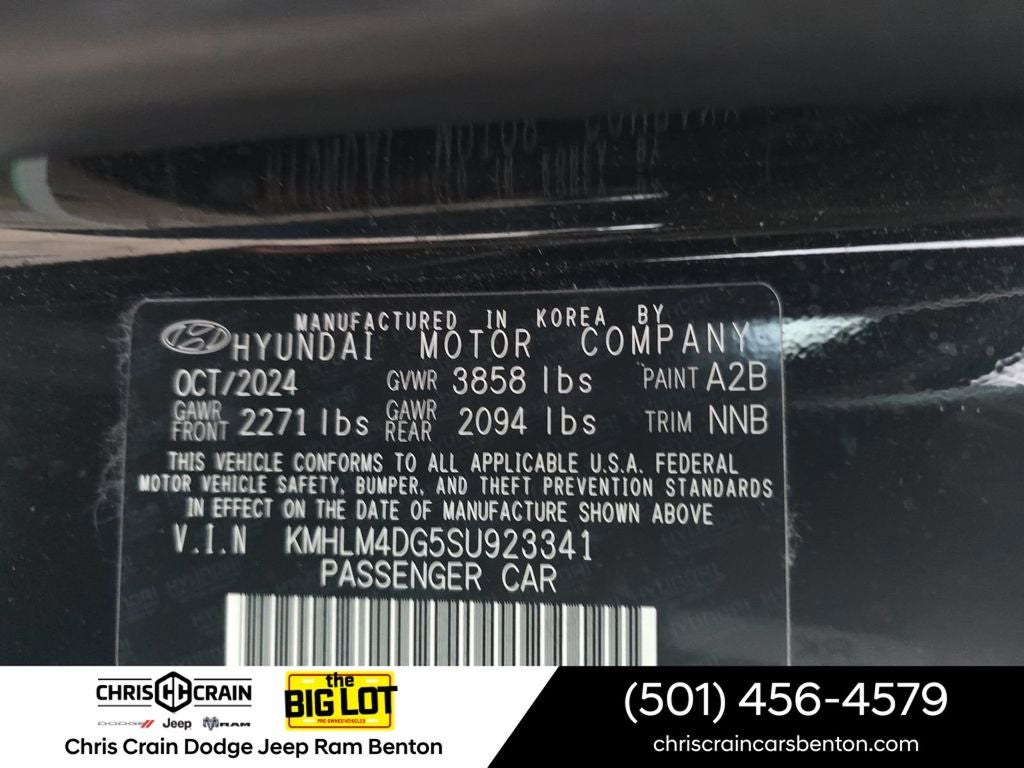 MANUFACTURED IN KOREA BY
HYUNDAI MOTOR COMPANY
OCT/2024 GVWR 3858 lbs PAINT A2B
GAWR FRONT 2271 lbs GAWR REAR 2094 lbs TRIM NNB
THIS VEHICLE CONFORMS TO ALL APPLICABLE U.S.A. FEDERAL
MOTOR VEHICLE SAFETY, BUMPER, AND THEFT PREVENTION STANDARDS
IN EFFECT ON THE DATE OF MANUFACTURE SHOWN ABOVE
V.I.N KMHLM4DG5SU923341
PASSENGER CAR
CHRIS CRAIN
DODGE Jeep RAM
the
BIG LOT
PRE-OWNED VEHICLES
Chris Crain Dodge Jeep Ram Benton
(501) 456-4579
chriscraincarsbenton.com